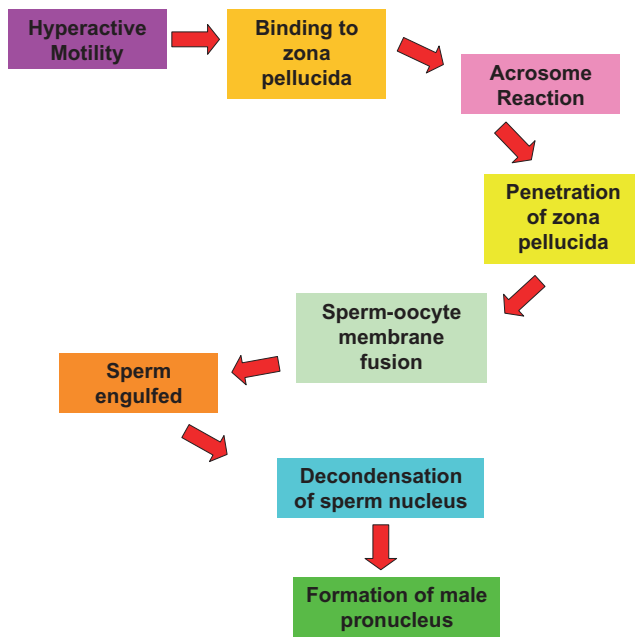 Hyperactive
Motility
Binding to
zona
pellucida
Acrosome
Reaction
Penetration
of zona
pellucida
Sperm-oocyte
membrane
fusion
Sperm
engulfed
Decondensation
of sperm nucleus
Formation of male
pronucleus